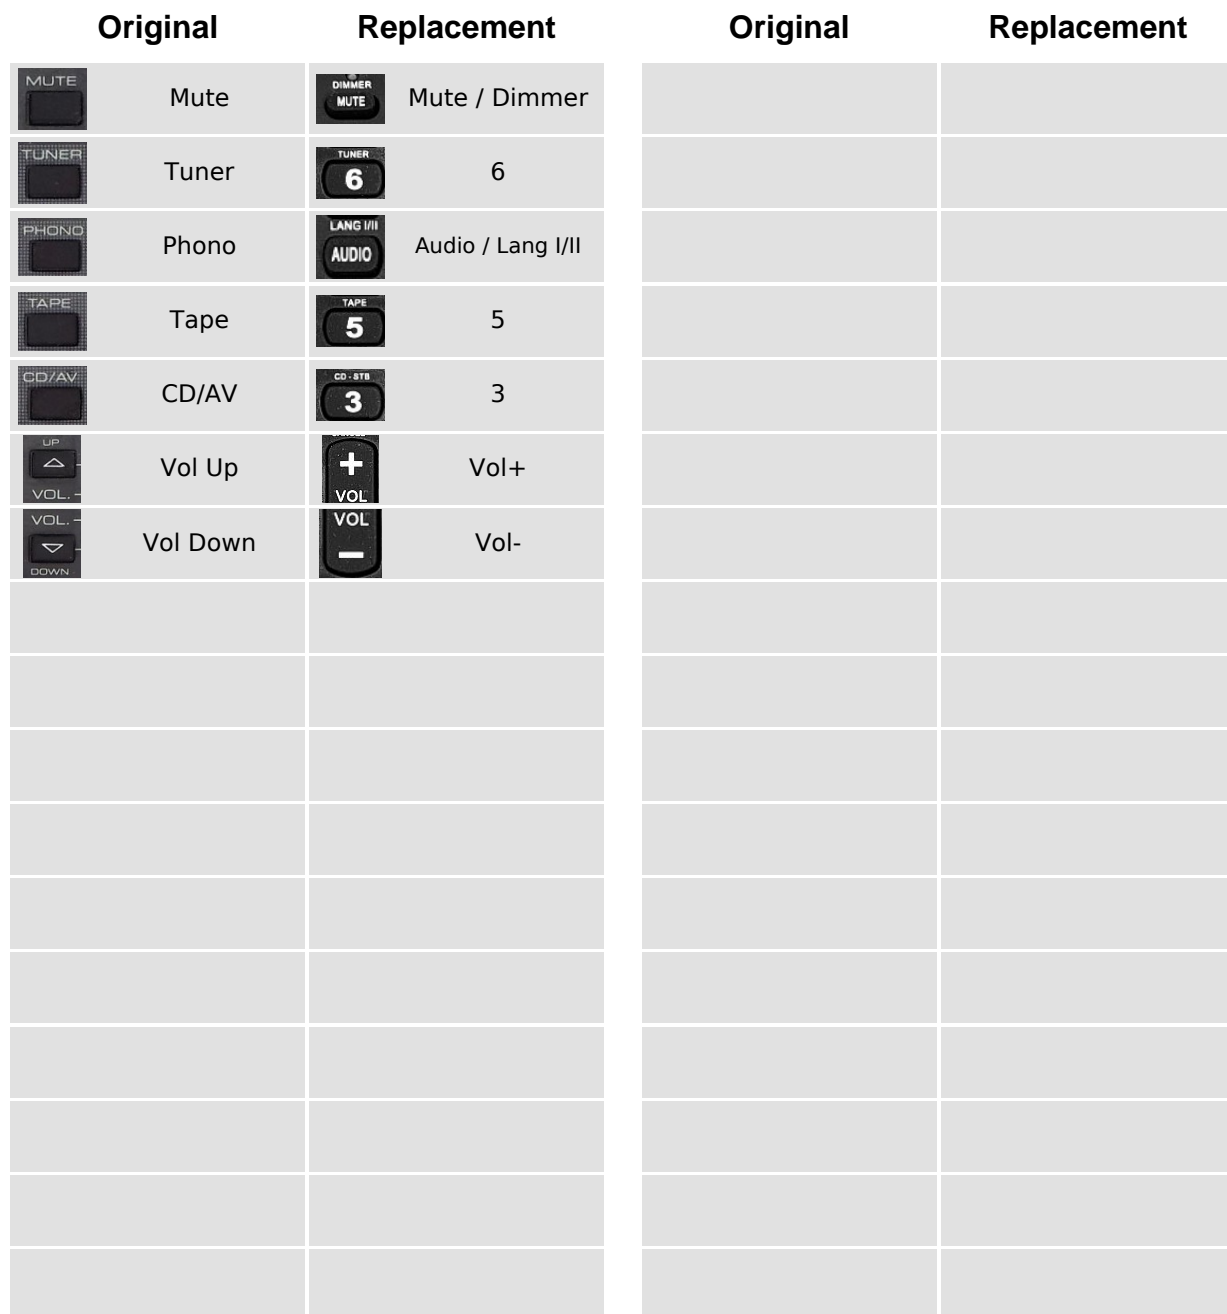 Original Replacement Original Replacement
MUTE Mute DIMMER MUTE Mute / Dimmer
TUNER Tuner TUNER 6 6
PHONO Phono LANG I/II AUDIO Audio / Lang I/II
TAPE Tape TAPE 5 5
CD/AV CD/AV CD - STB 3 3
UP VOL. Vol Up + VOL Vol+
VOL. DOWN Vol Down VOL - Vol-